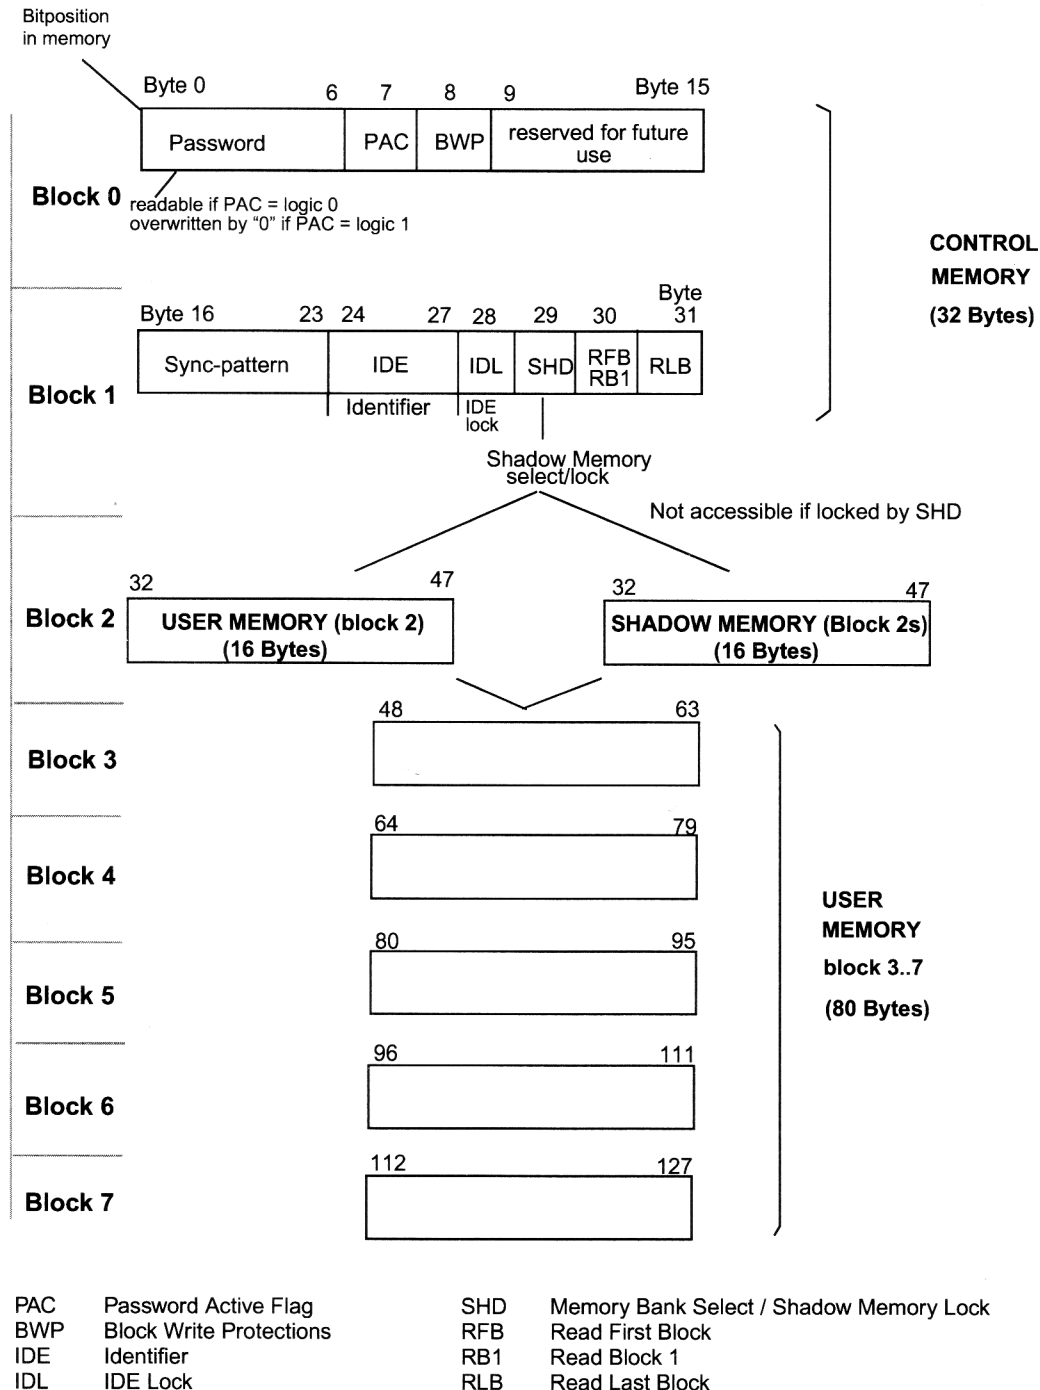 Bitposition
in memory
Byte 0 6 7 8 9 Byte 15
Password PAC BWP reserved for future
use
Block 0
readable if PAC = logic 0
overwritten by "0" if PAC = logic 1
CONTROL
MEMORY
(32 Bytes)
Byte
Byte 16 23 24 27 28 29 30 31
Sync-pattern IDE IDL SHD RFB
RB1 RLB
Block 1
Identifier IDE
lock
Shadow Memory
select/lock
Not accessible if locked by SHD
32 47 32 47
Block 2
USER MEMORY (block 2)
(16 Bytes)
SHADOW MEMORY (Block 2s)
(16 Bytes)
48 63
Block 3
64 79
Block 4
USER
MEMORY
block 3..7
(80 Bytes)
80 95
Block 5
96 111
Block 6
112 127
Block 7
PAC Password Active Flag
BWP Block Write Protections
IDE Identifier
IDL IDE Lock
SHD Memory Bank Select / Shadow Memory Lock
RFB Read First Block
RB1 Read Block 1
RLB Read Last Block